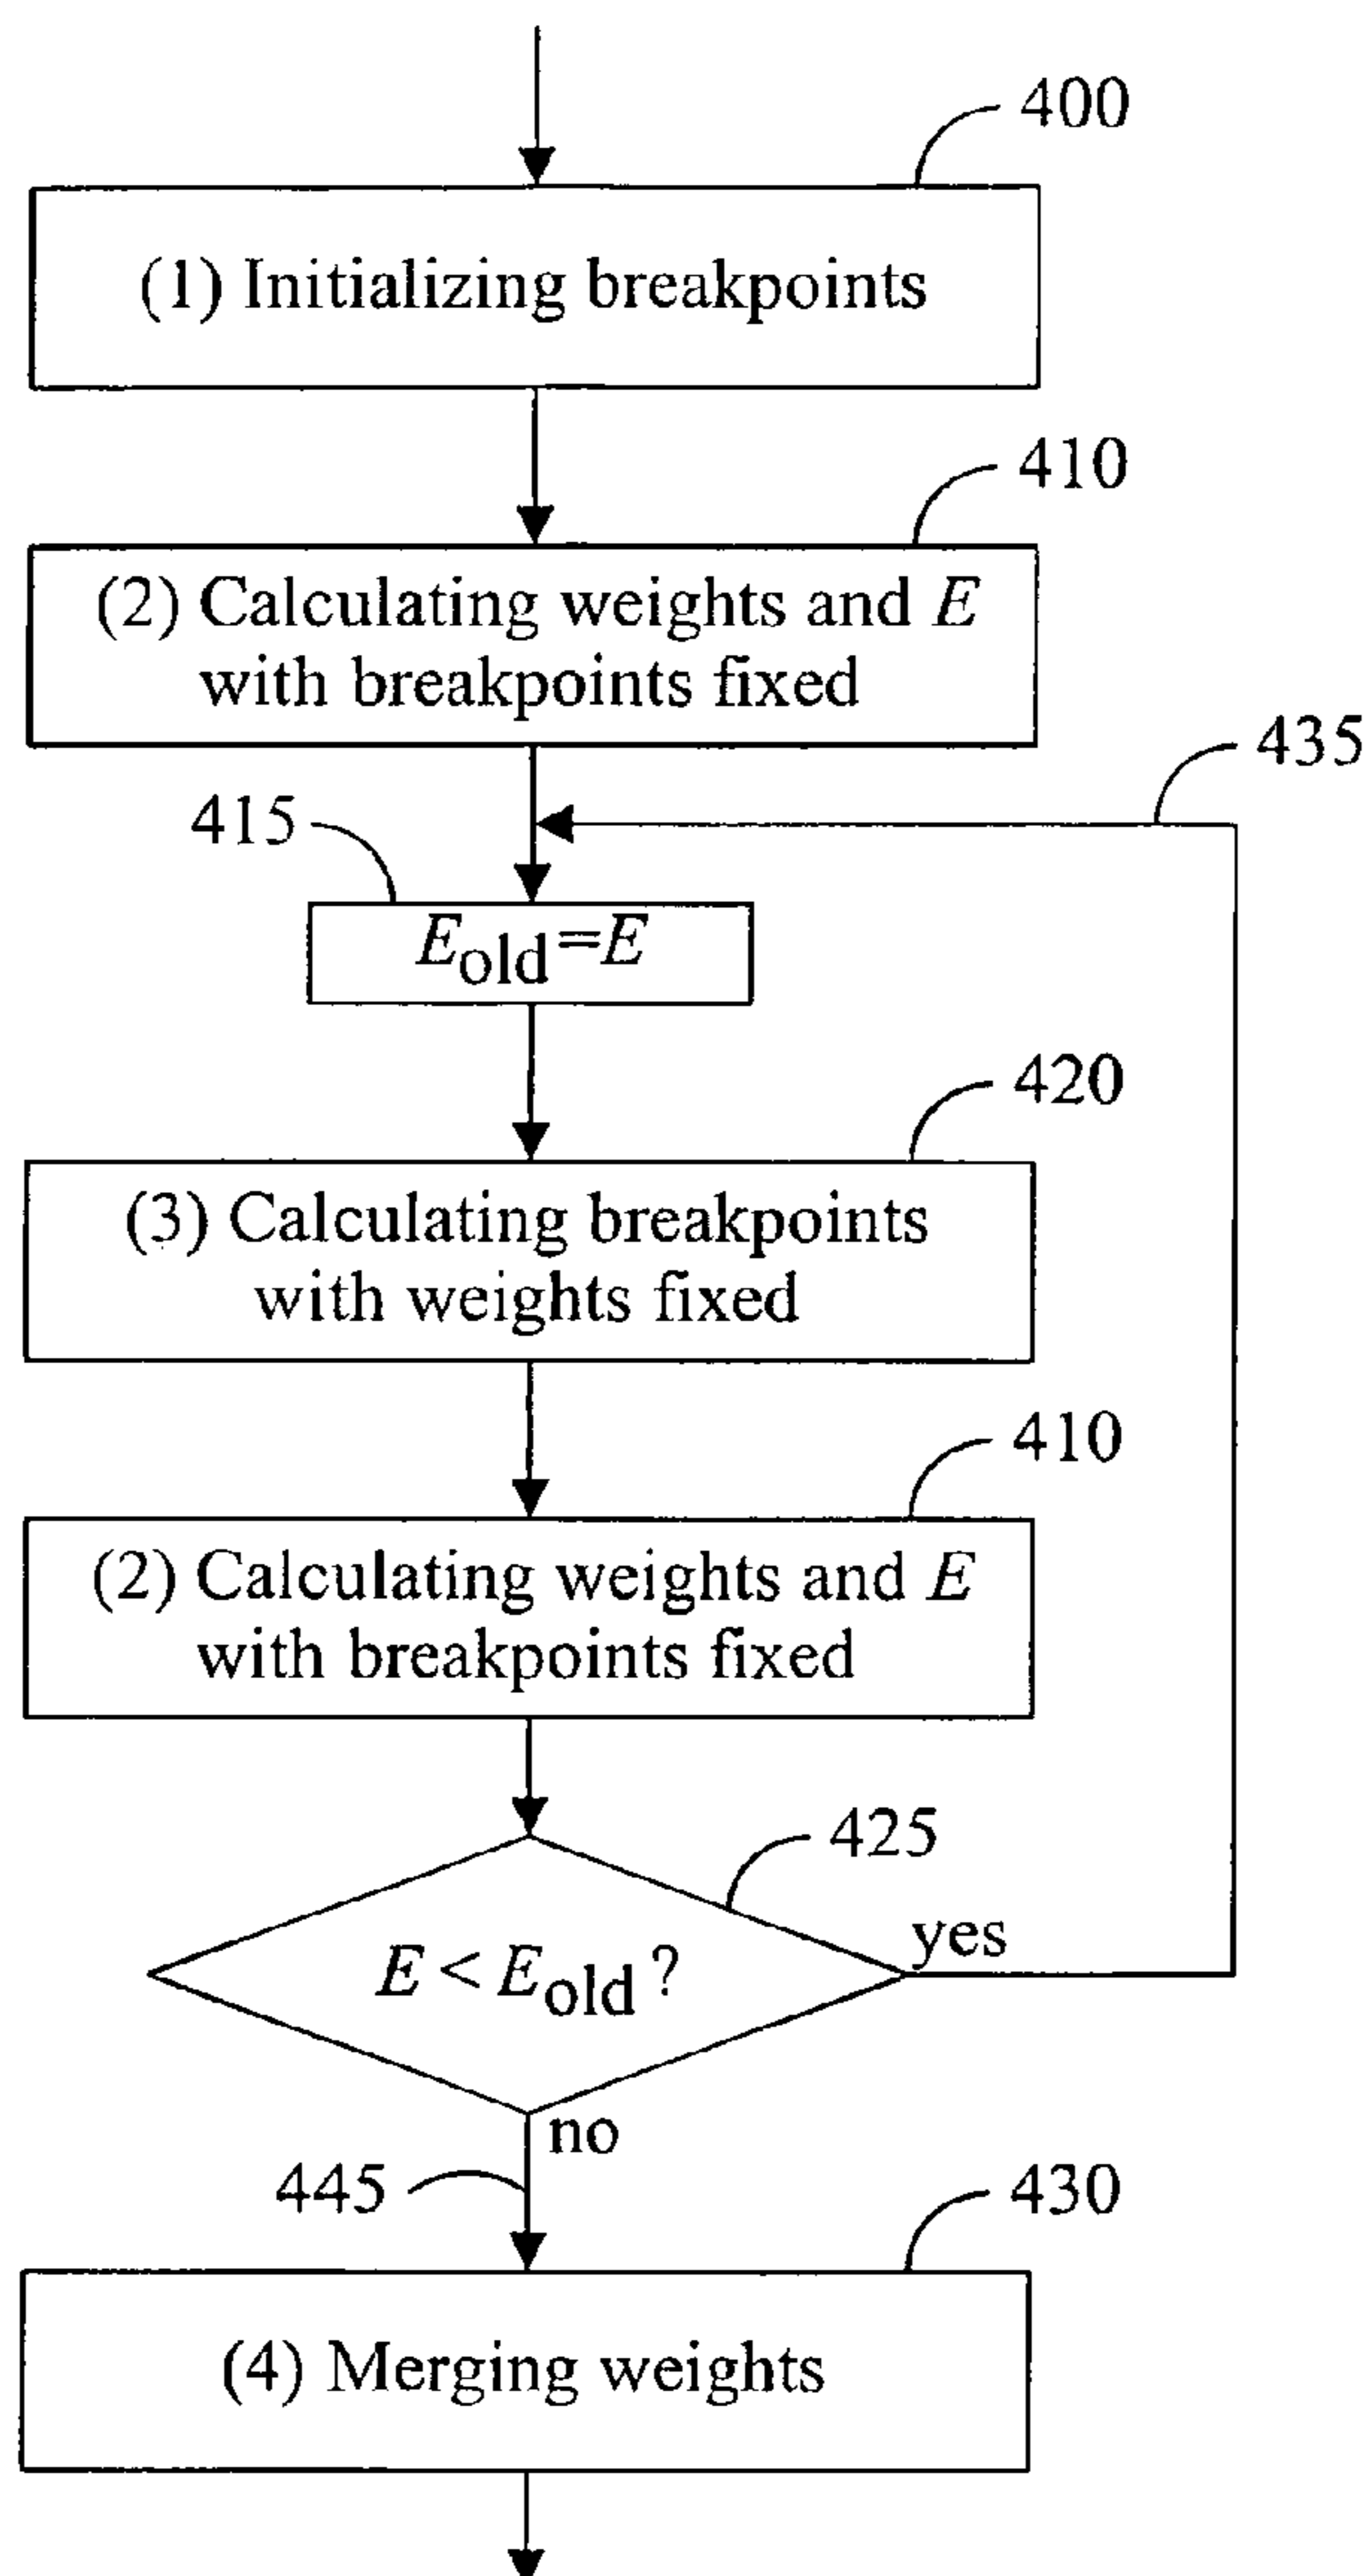 400
(1) Initializing breakpoints
410
(2) Calculating weights and E
with breakpoints fixed
435
415
Eold=E
420
(3) Calculating breakpoints
with weights fixed
410
(2) Calculating weights and E
with breakpoints fixed
425
yes
E < Eold ?
no
445
430
(4) Merging weights